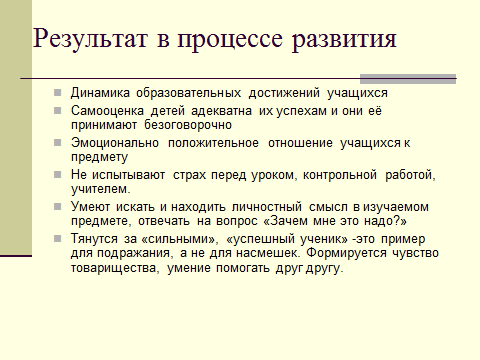 Результат в процессе развития
Динамика образовательных достижений учащихся
Самооценка детей адекватна их успехам и они её
принимают безоговорочно
Эмоционально положительное отношение учащихся к
предмету
Не испытывают страх перед уроком, контрольной работой,
учителем.
Умеют искать и находить личностный смысл в изучаемом
предмете, отвечать на вопрос «Зачем мне это надо?»
Тянутся за «сильными», «успешный ученик» -это пример
для подражания, а не для насмешек. Формируется чувство
товарищества, умение помогать друг другу.